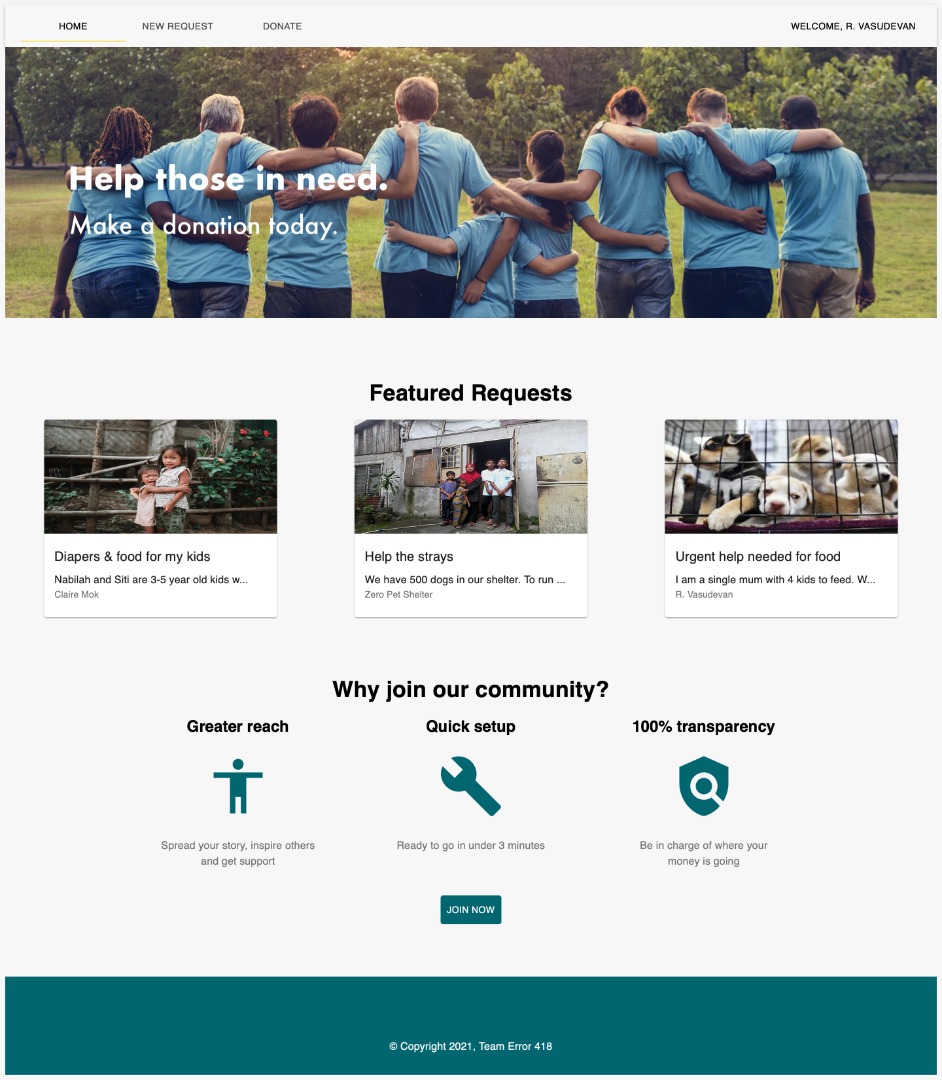 HOME
NEW REQUEST
DONATE
WELCOME, R. VASUDEVAN
Help those in need.
Make a donation today.
Featured Requests
Diapers & food for my kids
Nabilah and Siti are 3-5 year old kids w...
Claire Mok
Help the strays
We have 500 dogs in our shelter. To run ...
Zero Pet Shelter
Urgent help needed for food
I am a single mum with 4 kids to feed. W...
R. Vasudevan
Why join our community?
Greater reach
Spread your story, inspire others
and get support
Quick setup
Ready to go in under 3 minutes
100% transparency
Be in charge of where your
money is going
JOIN NOW
© Copyright 2021, Team Error 418